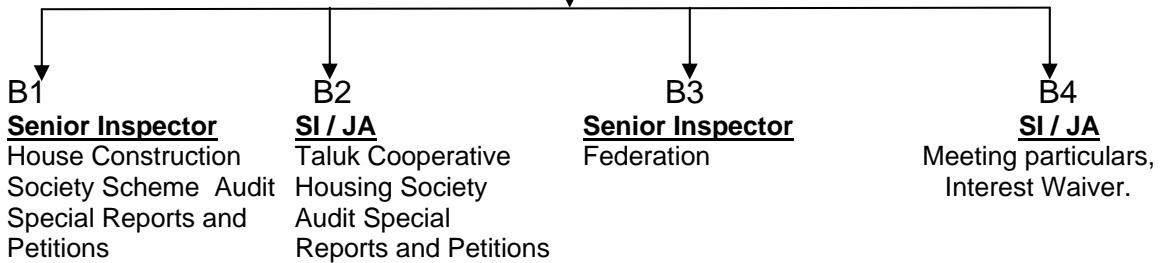 B1
Senior Inspector
House Construction
Society Scheme Audit
Special Reports and
Petitions
B2
SI / JA
Taluk Cooperative
Housing Society
Audit Special
Reports and Petitions
B3
Senior Inspector
Federation
B4
SI / JA
Meeting particulars,
Interest Waiver.